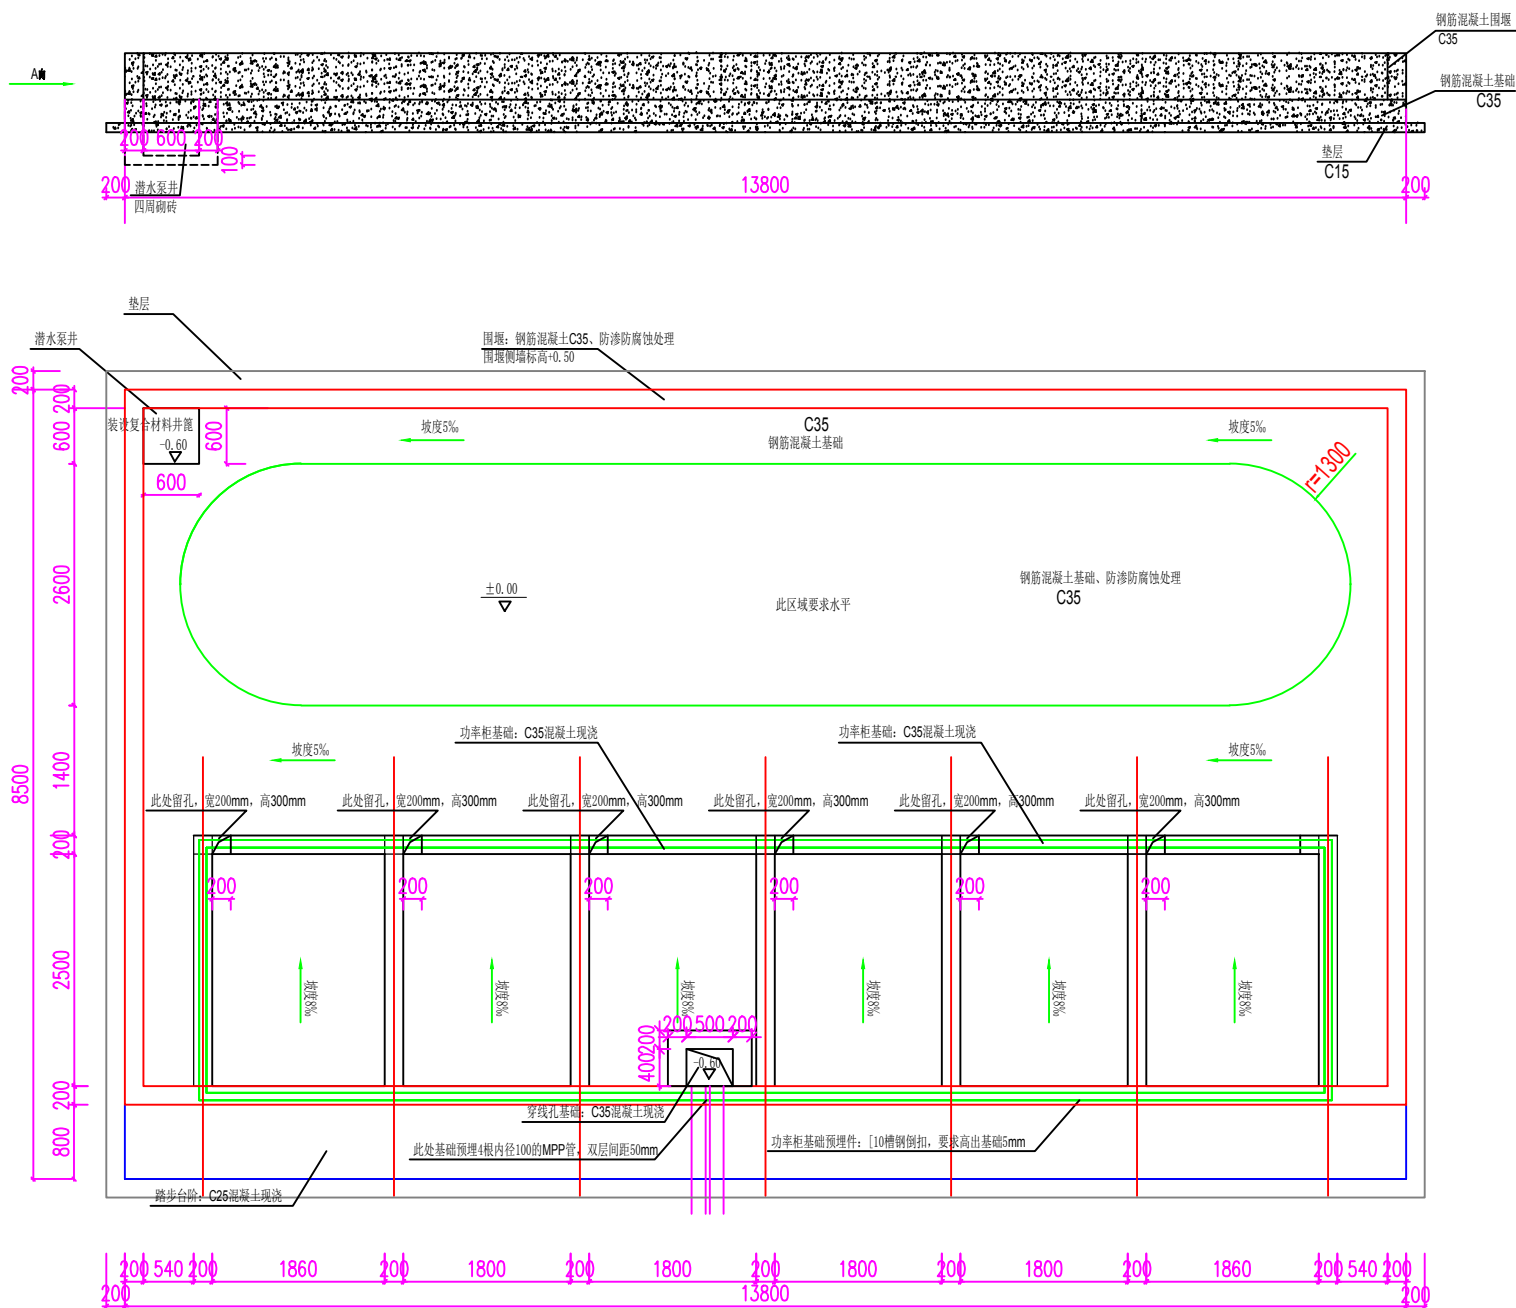 钢筋混凝土围堰
C35
钢筋混凝土基础
C35
200 600 200
100
潜水泵井
四周砌砖
垫层
C15
200
13800
200
垫层
潜水泵井
围堰：钢筋混凝土C35、防渗防腐蚀处理
围堰侧墙标高+0.50
200
200
装设复合材料井篦
-0.60
600
600
600
坡度5‰
C35
钢筋混凝土基础
坡度5‰
r=1300
2600
±0.00
此区域要求水平
钢筋混凝土基础、防渗防腐蚀处理
C35
功率柜基础：C35混凝土现浇
功率柜基础：C35混凝土现浇
坡度5‰
坡度5‰
8500
1400
此处留孔，宽200mm，高300mm
此处留孔，宽200mm，高300mm
此处留孔，宽200mm，高300mm
此处留孔，宽200mm，高300mm
此处留孔，宽200mm，高300mm
此处留孔，宽200mm，高300mm
200
200
200
200
200
200
200
2500
坡度8‰
坡度8‰
坡度8‰
坡度8‰
坡度8‰
坡度8‰
200 500 200
200
400
-0.60
200
穿线孔基础：C35混凝土现浇
800
此处基础预埋4根内径100的MPP管，双层间距50mm
功率柜基础预埋件：[10槽钢倒扣，要求高出基础5mm
踏步台阶：C25混凝土现浇
200 540 200 1860 200 1800 200 1800 200 1800 200 1800 200 1860 200 540 200
200 13800 200